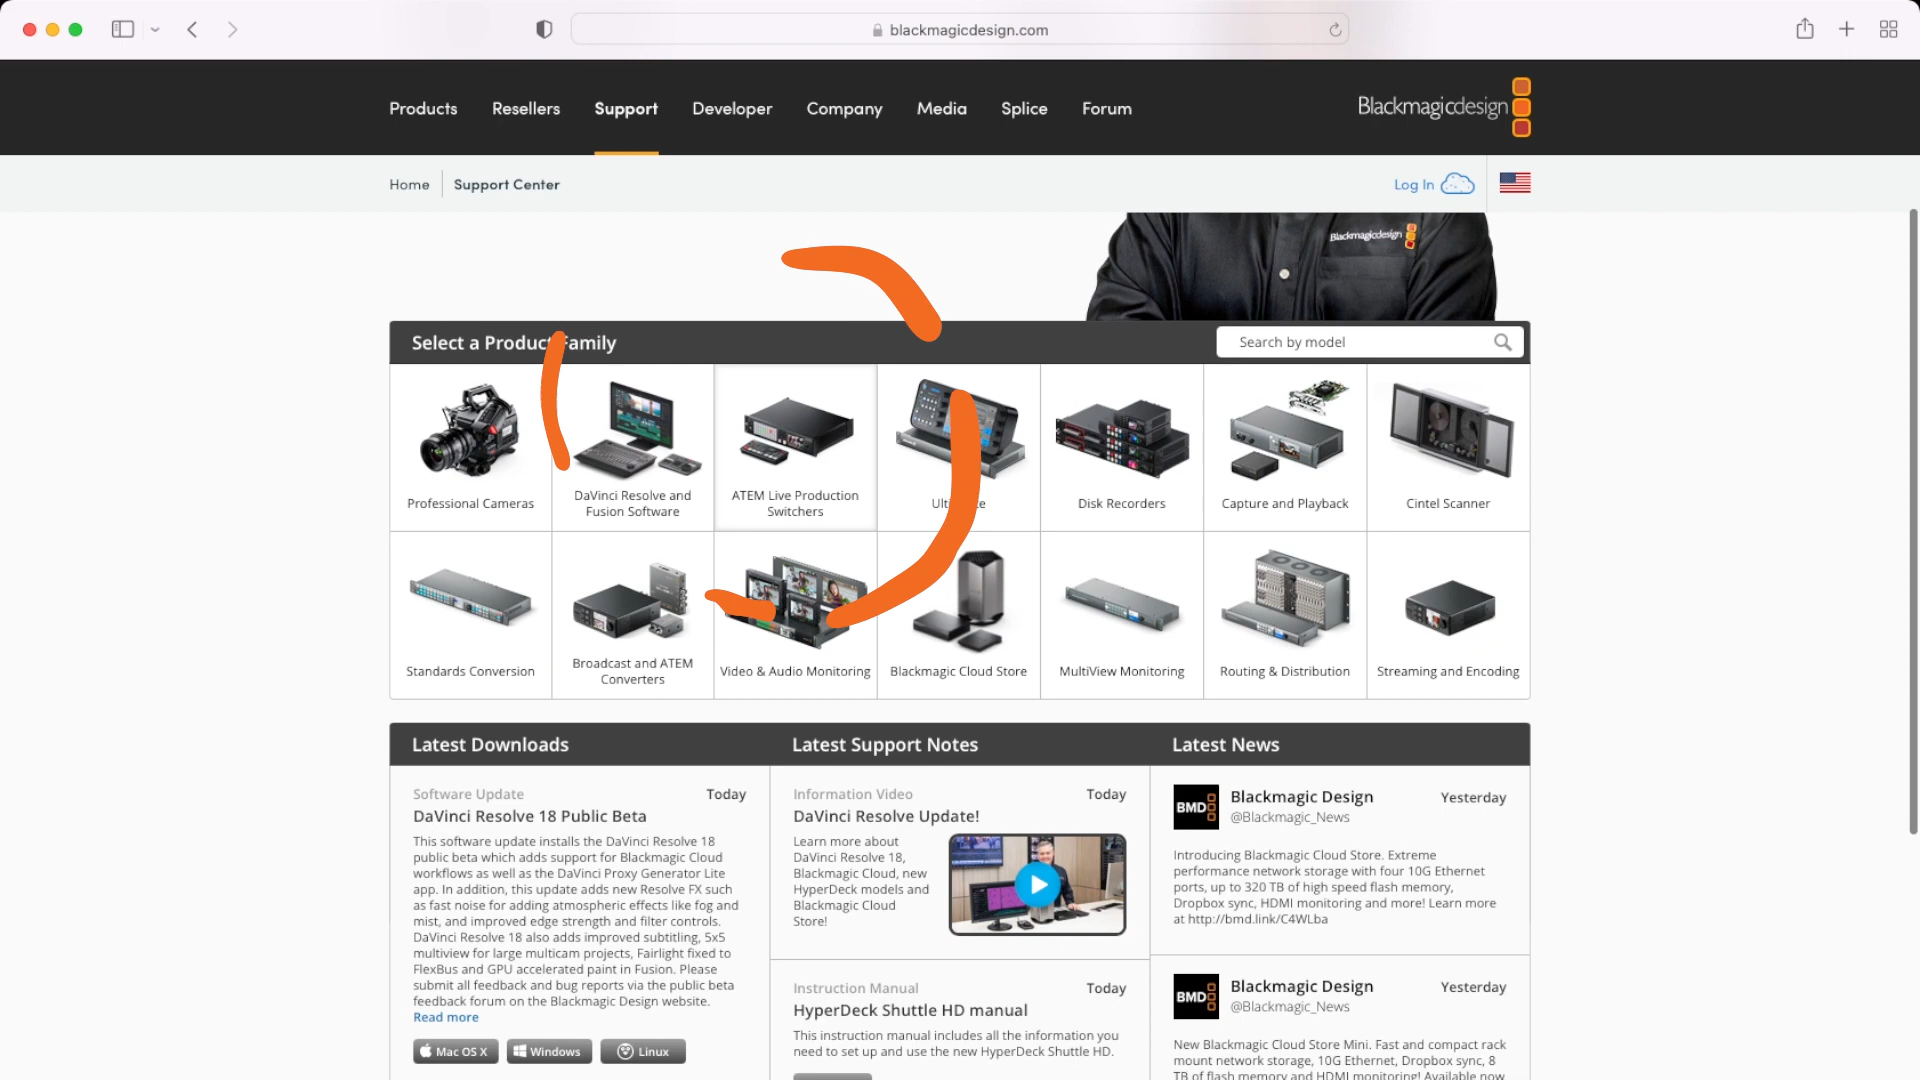 blackmagicdesign.com
Products Resellers Support Developer Company Media Splice Forum
Blackmagicdesign
Home Support Center
Log In
Blackmagicdesign
Select a Product Family
Search by model
Professional Cameras
DaVinci Resolve and
Fusion Software
ATEM Live Production
Switchers
Disk Recorders
Capture and Playback
Cintel Scanner
Standards Conversion
Broadcast and ATEM
Converters
Video & Audio Monitoring
Blackmagic Cloud Store
MultiView Monitoring
Routing & Distribution
Streaming and Encoding
Latest Downloads
Software Update Today
DaVinci Resolve 18 Public Beta
This software update installs the DaVinci Resolve 18
public beta which adds support for Blackmagic Cloud
workflows as well as the DaVinci Proxy Generator Lite
app. In addition, this update adds new Resolve FX such
as fast noise for adding atmospheric effects like fog and
mist, and improved edge strength and filter controls.
DaVinci Resolve 18 also adds improved subtitling, 5x5
multiview for large multicam projects, Fairlight fixed to
FlexBus and GPU accelerated paint in Fusion. Please
submit all feedback and bug reports via the public beta
feedback forum on the Blackmagic Design website.
Read more
Mac OS X Windows Linux
Latest Support Notes
Information Video Today
DaVinci Resolve Update!
Learn more about
DaVinci Resolve 18,
Blackmagic Cloud, new
HyperDeck models and
Blackmagic Cloud
Store!
Instruction Manual Today
HyperDeck Shuttle HD manual
This instruction manual includes all the information you
need to set up and use the new HyperDeck Shuttle HD.
Latest News
BMD
Blackmagic Design Yesterday
@Blackmagic_News
Introducing Blackmagic Cloud Store. Extreme
performance network storage with four 10G Ethernet
ports, up to 320 TB of high speed flash memory,
Dropbox sync, HDMI monitoring and more! Learn more
at http://bmd.link/C4WLba
BMD
Blackmagic Design Yesterday
@Blackmagic_News
New Blackmagic Cloud Store Mini. Fast and compact rack
mount network storage, 10G Ethernet, Dropbox sync, 8
TB of flash memory and HDMI monitoring! Available now